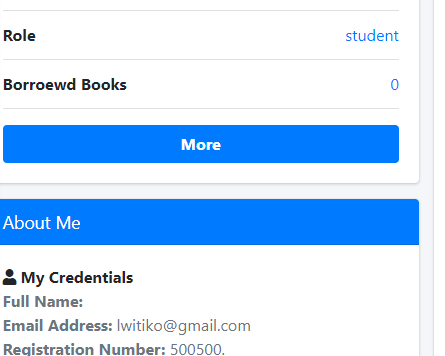 Role student
Borroewd Books 0
More
About Me
My Credentials
Full Name:
Email Address: lwitiko@gmail.com
Registration Number: 500500.